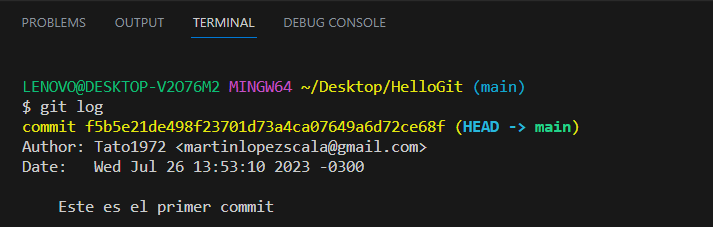 PROBLEMS OUTPUT TERMINAL DEBUG CONSOLE
LENOVO@DESKTOP-V2O76M2 MINGW64 ~/Desktop/HelloGit (main)
$ git log
commit f5b5e21de498f23701d73a4ca07649a6d72ce68f (HEAD -> main)
Author: Tato1972 <martinlopezscala@gmail.com>
Date:   Wed Jul 26 13:53:10 2023 -0300
    Este es el primer commit